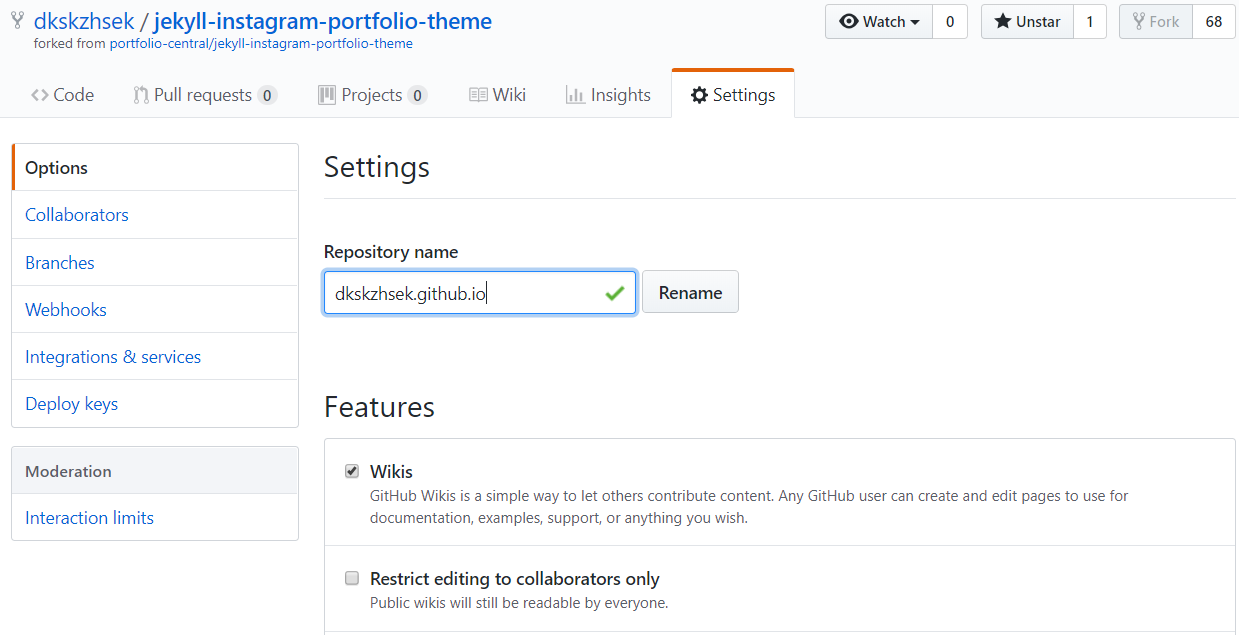 dkskzhsek / jekyll-instagram-portfolio-theme
forked from portfolio-central/jekyll-instagram-portfolio-theme
Watch 0 Unstar 1 Fork 68
Code Pull requests 0 Projects 0 Wiki Insights Settings
Options
Collaborators
Branches
Webhooks
Integrations & services
Deploy keys
Moderation
Interaction limits
Settings
Repository name
dkskzhsek.github.io Rename
Features
Wikis
GitHub Wikis is a simple way to let others contribute content. Any GitHub user can create and edit pages to use for
documentation, examples, support, or anything you wish.
Restrict editing to collaborators only
Public wikis will still be readable by everyone.